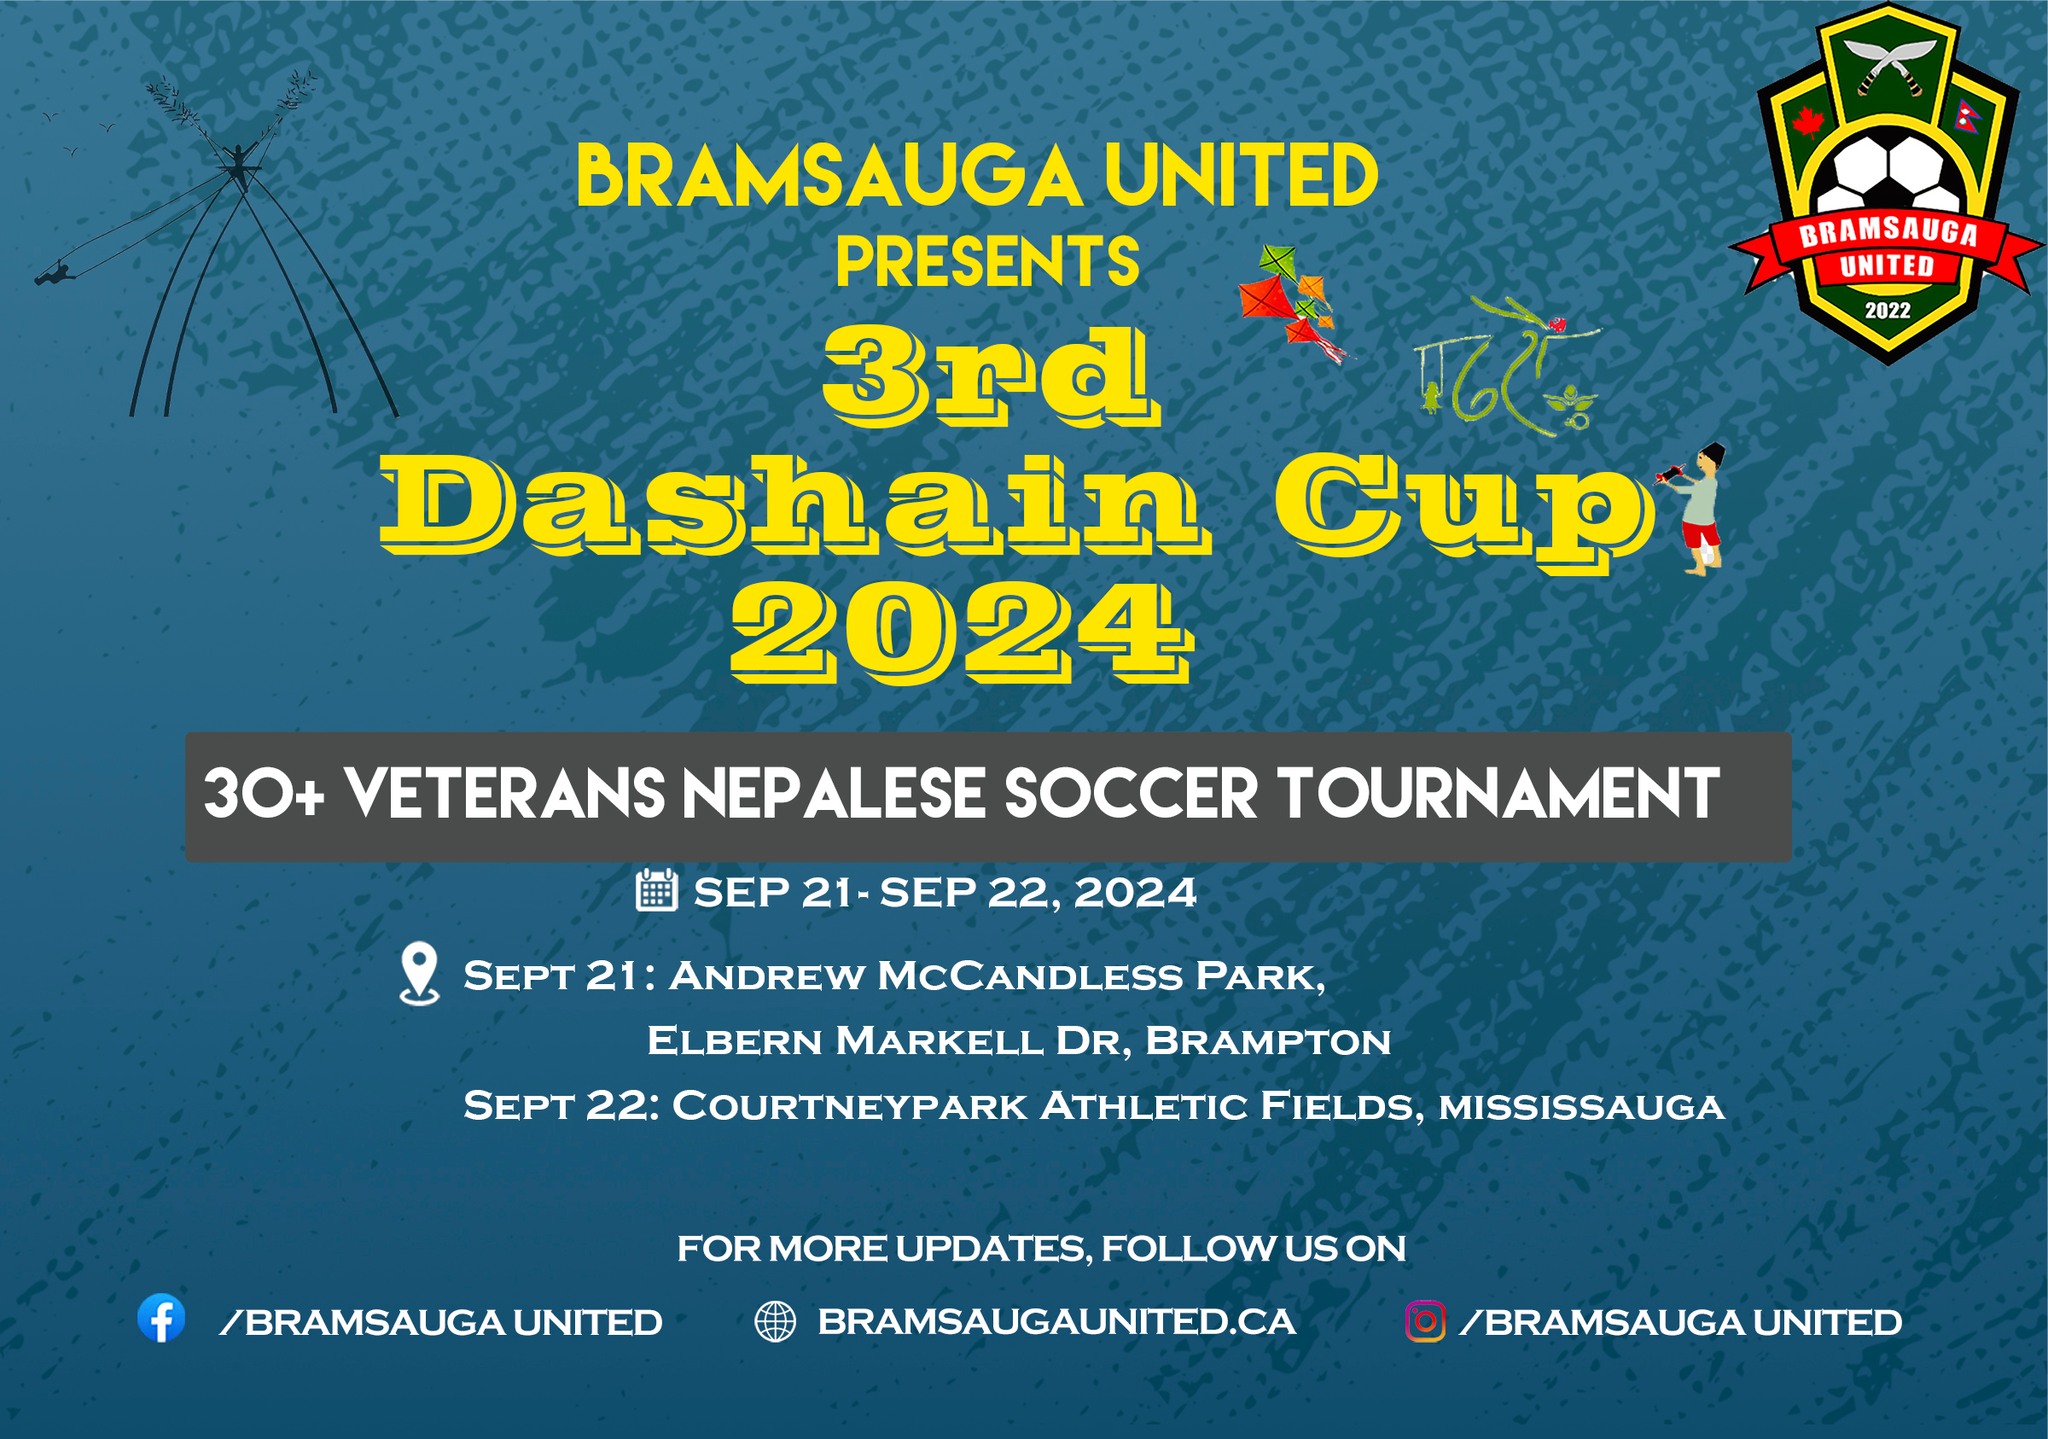 BRAMSAUGA UNITED
PRESENTS
3rd
Dashain Cup
2024
दशैं
BRAMSAUGA
UNITED
2022
30+ VETERANS NEPALESE SOCCER TOURNAMENT
SEP 21- SEP 22, 2024
SEPT 21: ANDREW MCCANDLESS PARK,
ELBERN MARKELL DR, BRAMPTON
SEPT 22: COURTNEYPARK ATHLETIC FIELDS, MISSISSAUGA
FOR MORE UPDATES, FOLLOW US ON
/BRAMSAUGA UNITED
BRAMSAUGAUNITED.CA
/BRAMSAUGA UNITED